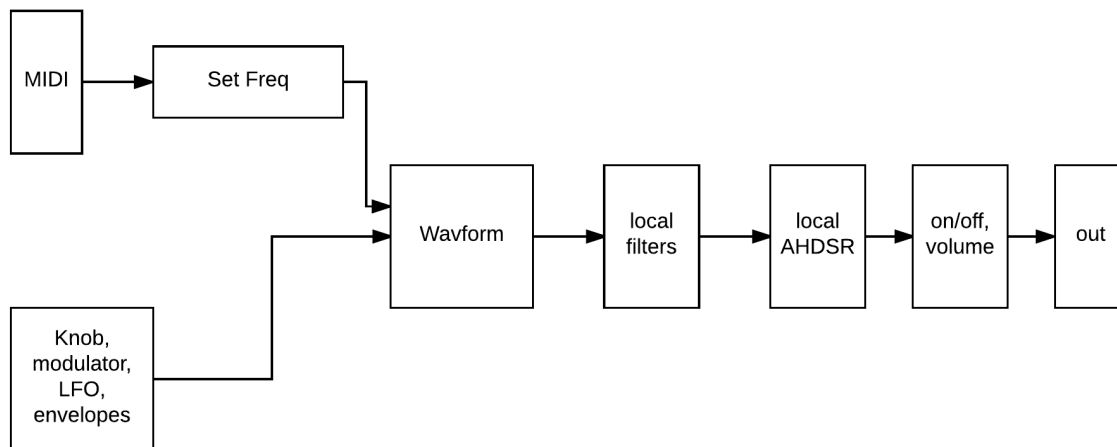 MIDI
Set Freq
Wavform
local
filters
local
AHDSR
on/off,
volume
out
Knob,
modulator,
LFO,
envelopes